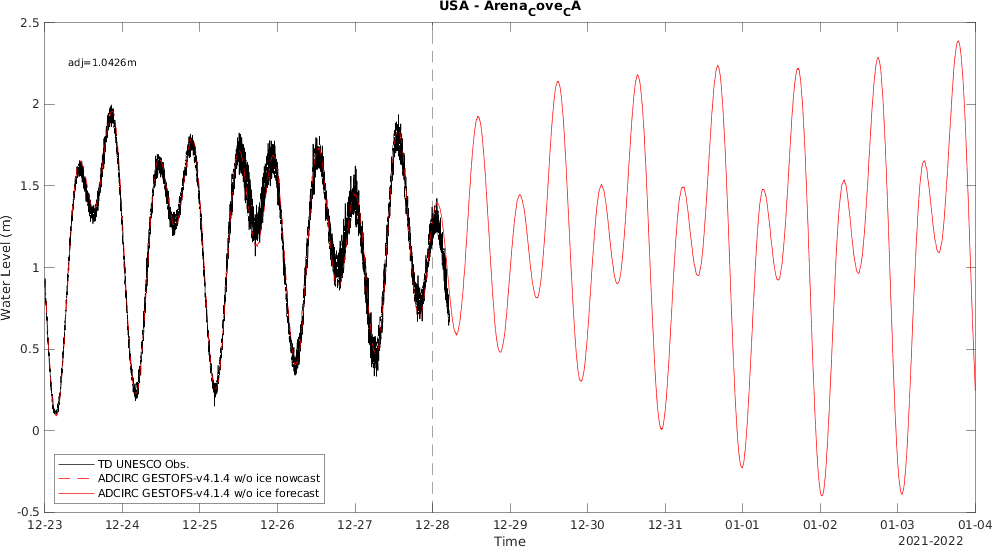 USA - ArenaCoveCA
adj=1.0426m
2.5
2
1.5
1
0.5
0
-0.5
Water Level (m)
TD UNESCO Obs.
ADCIRC GESTOFS-v4.1.4 w/o ice nowcast
ADCIRC GESTOFS-v4.1.4 w/o ice forecast
12-23 12-24 12-25 12-26 12-27 12-28 12-29 12-30 12-31 01-01 01-02 01-03 01-04
Time
2021-2022